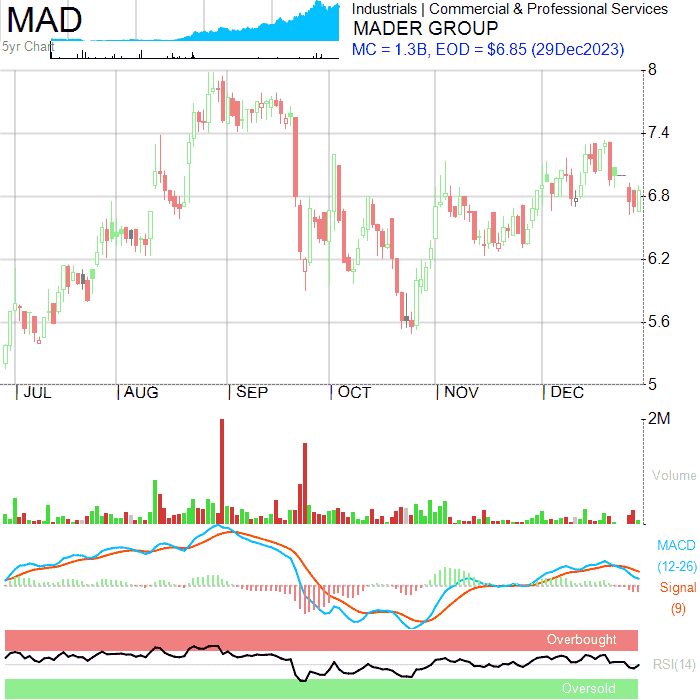 MAD
5yr Chart
Industrials | Commercial & Professional Services
MADER GROUP
MC = 1.3B, EOD = $6.85 (29Dec2023)
8
7.4
6.8
6.2
5.6
5
JUL
AUG
SEP
OCT
NOV
DEC
2M
Volume
MACD
(12-26)
Signal
(9)
Overbought
RSI(14)
Oversold